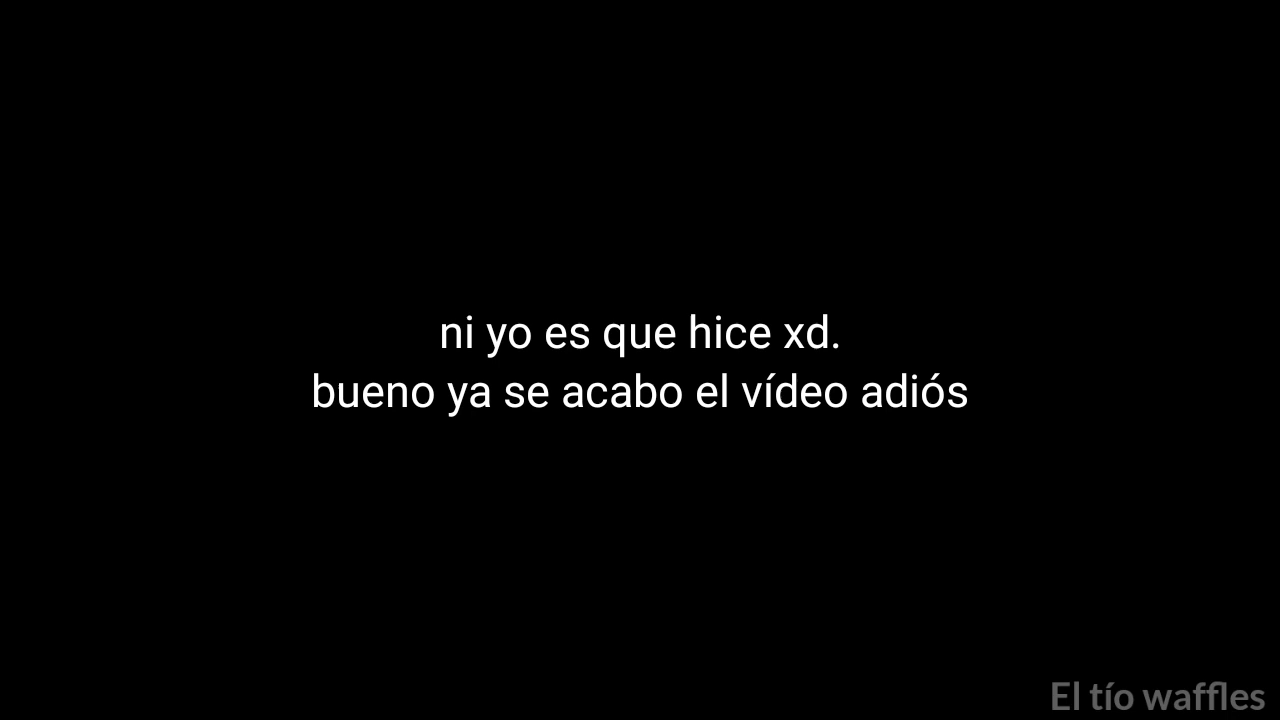 ni yo es que hice xd.
bueno ya se acabo el vídeo adiós
El tío waffles